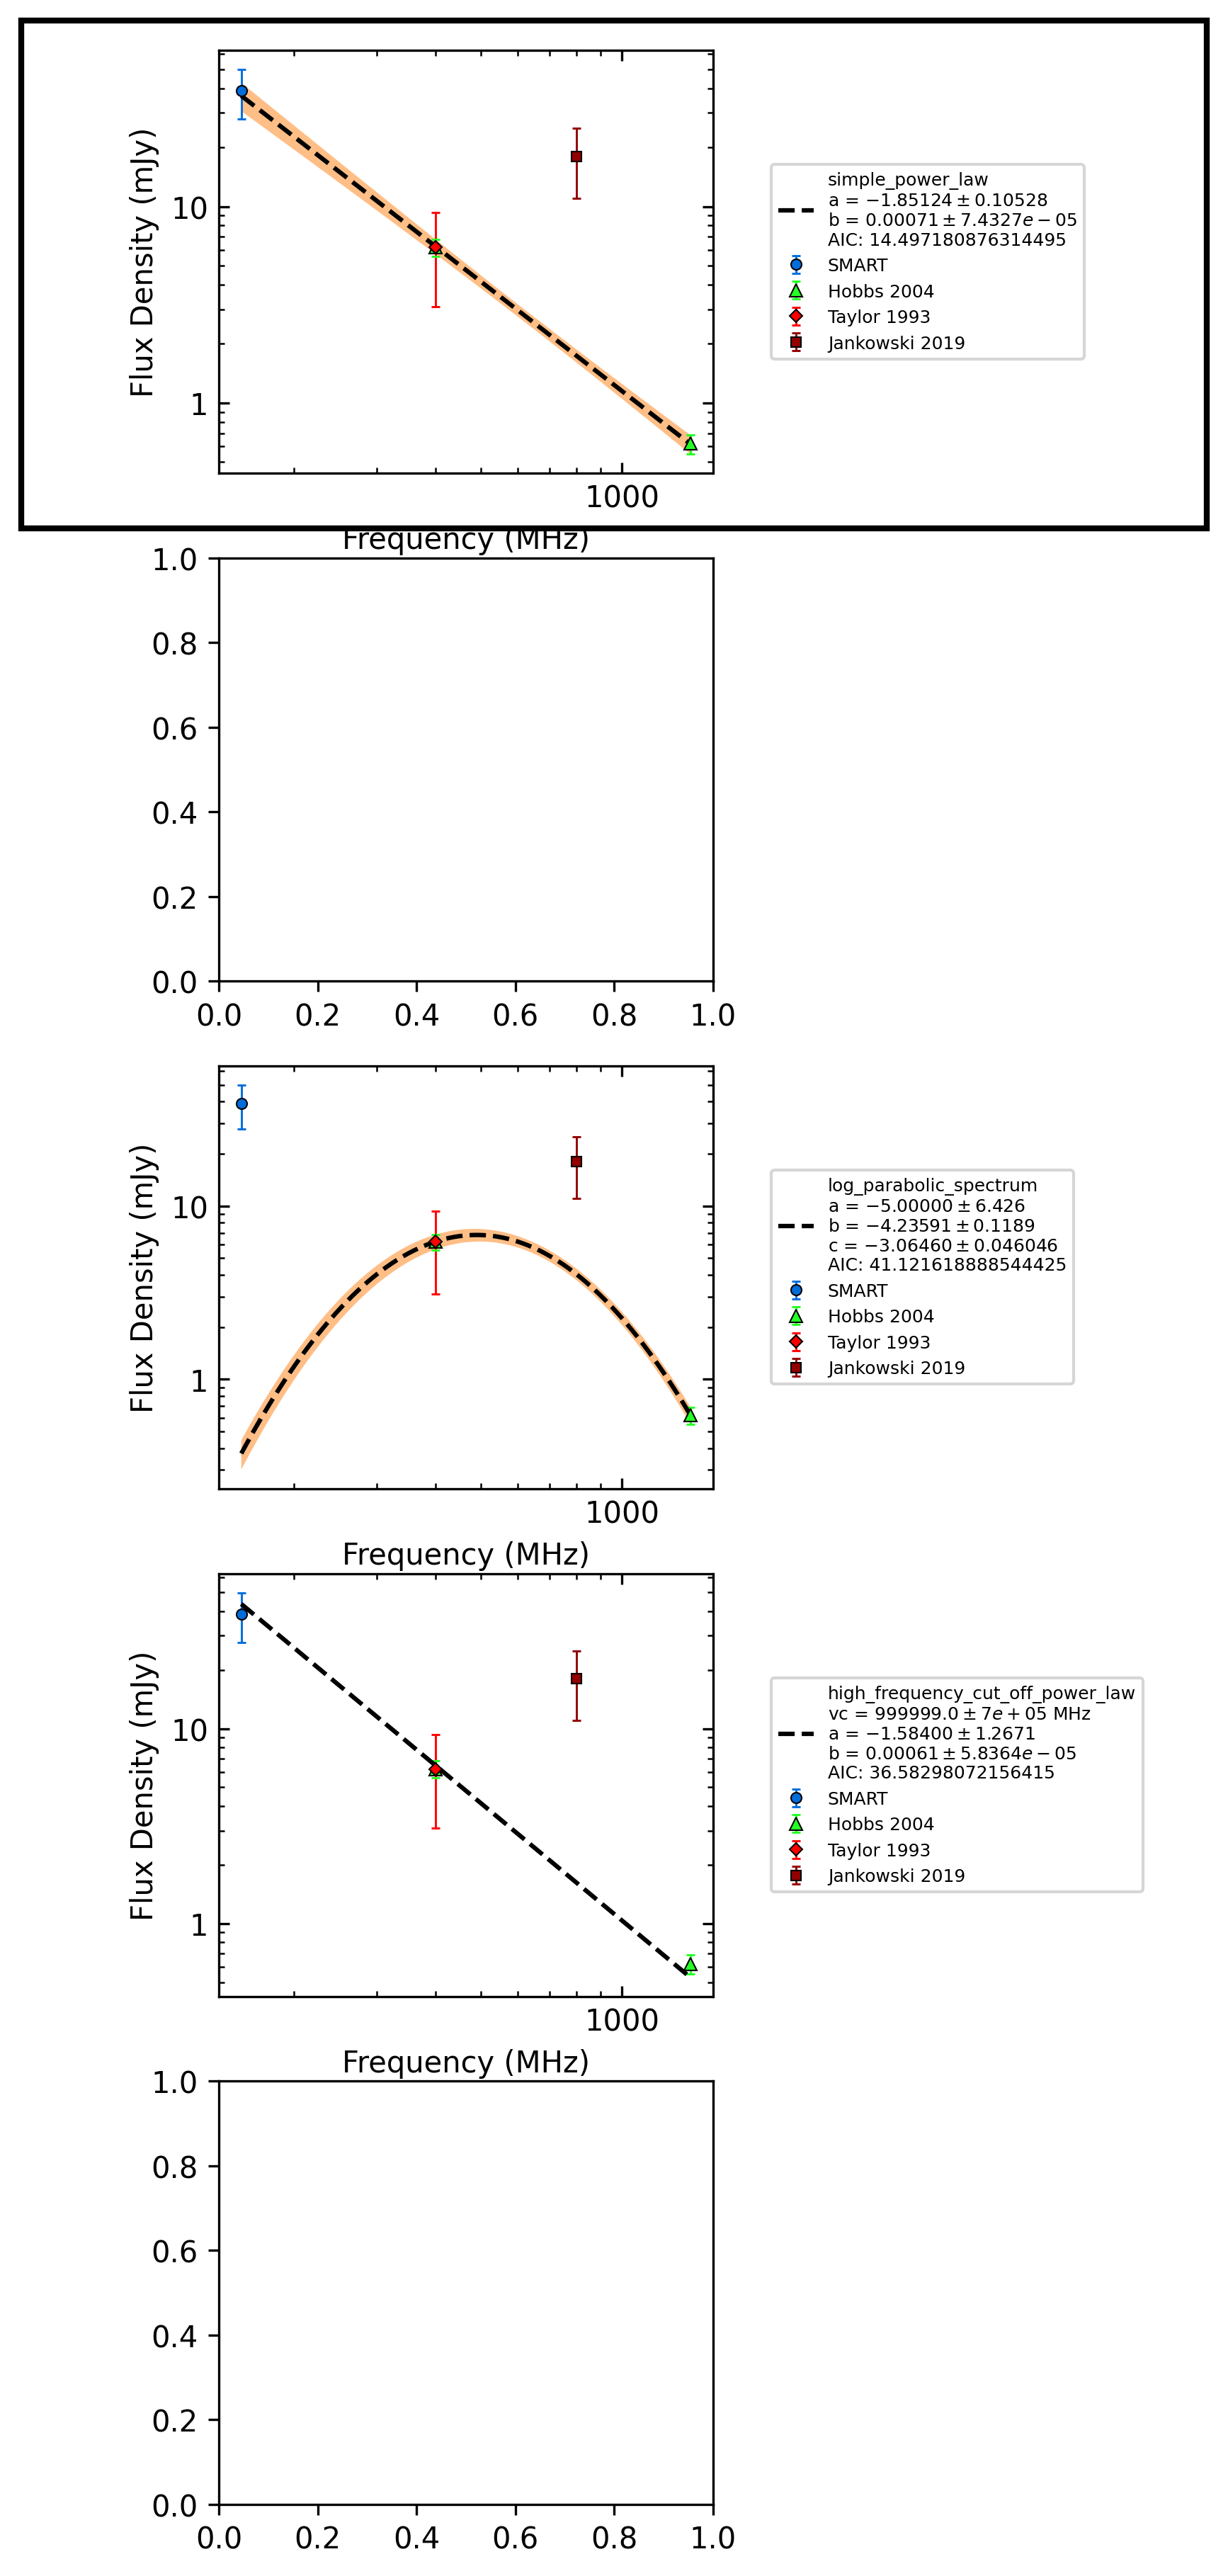 Flux Density (mJy)
10
1
1000
Frequency (MHz)
simple_power_law
a = −1.85124 ± 0.10528
b = 0.00071 ± 7.4327e − 05
AIC: 14.497180876314495
SMART
Hobbs 2004
Taylor 1993
Jankowski 2019
1.0
0.8
0.6
0.4
0.2
0.0
0.0 0.2 0.4 0.6 0.8 1.0
Flux Density (mJy)
10
1
1000
Frequency (MHz)
log_parabolic_spectrum
a = −5.00000 ± 6.426
b = −4.23591 ± 0.1189
c = −3.06460 ± 0.046046
AIC: 41.121618888544425
SMART
Hobbs 2004
Taylor 1993
Jankowski 2019
Flux Density (mJy)
10
1
1000
Frequency (MHz)
high_frequency_cut_off_power_law
vc = 999999.0 ± 7e + 05 MHz
a = −1.58400 ± 1.2671
b = 0.00061 ± 5.8364e − 05
AIC: 36.58298072156415
SMART
Hobbs 2004
Taylor 1993
Jankowski 2019
1.0
0.8
0.6
0.4
0.2
0.0
0.0 0.2 0.4 0.6 0.8 1.0